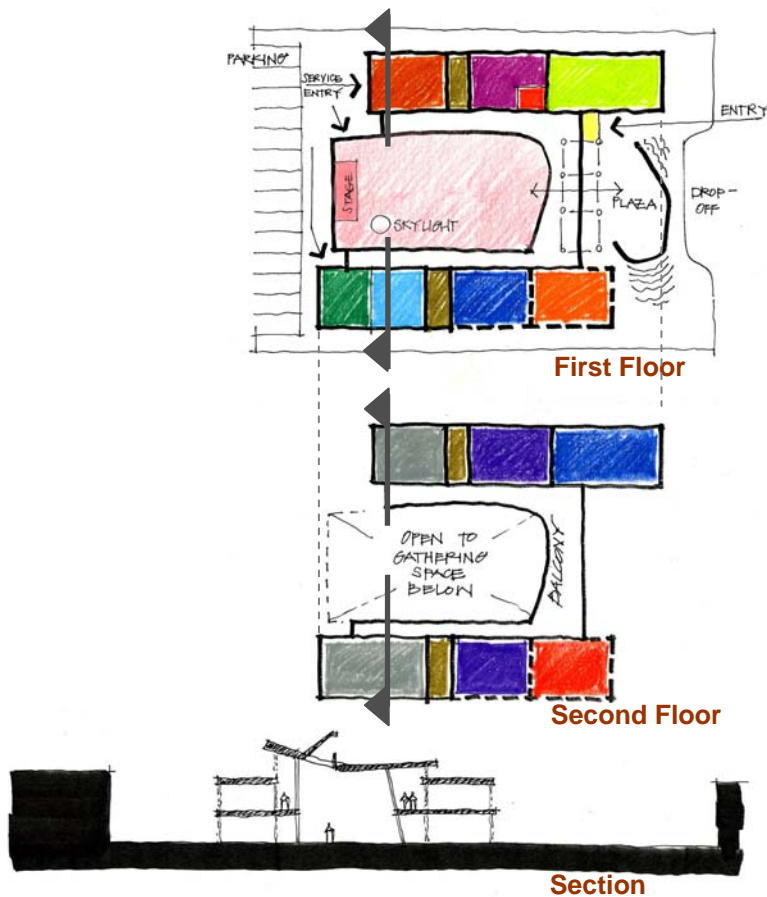 PARKING
SERVICE
ENTRY
ENTRY
STAGE
SKYLIGHT
PLAZA
DROP-
OFF
First Floor
OPEN TO
GATHERING
SPACE
BELOW
BALCONY
Second Floor
Section